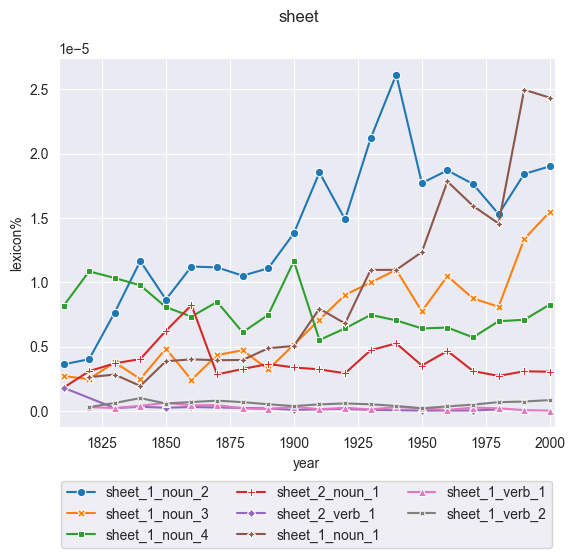 sheet
1e−5
2.5
2.0
1.5
1.0
0.5
0.0
lexicon%
1825 1850 1875 1900 1925 1950 1975 2000
year
sheet_1_noun_2 sheet_2_noun_1 sheet_1_verb_1
sheet_1_noun_3 sheet_2_verb_1 sheet_1_verb_2
sheet_1_noun_4 sheet_1_noun_1